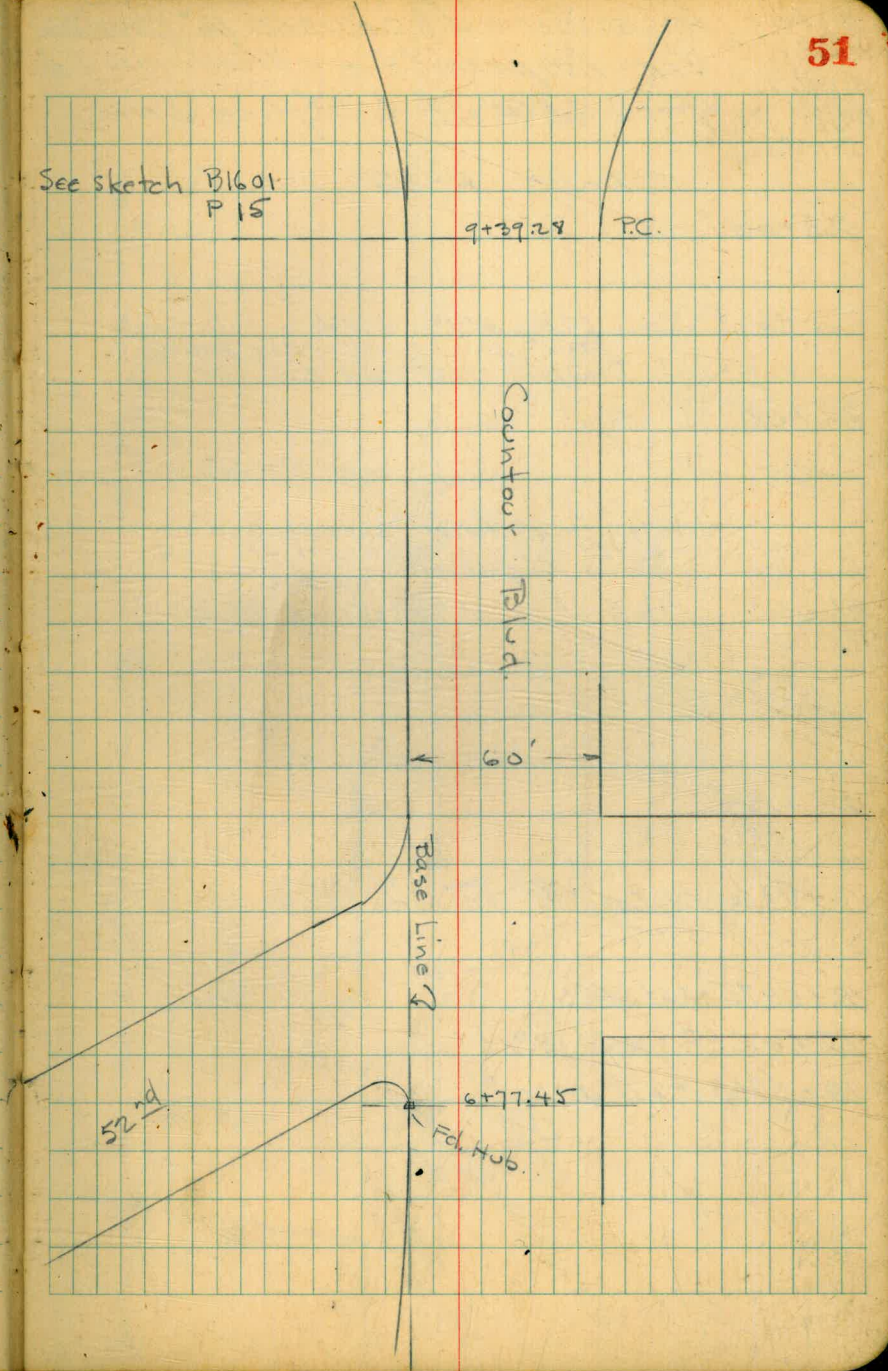 51
See sketch B1601
P 15
9+39.28 P.C.
Countour Blvd.
60'
Base Line
6+77.45
Fd. Hub.
52nd